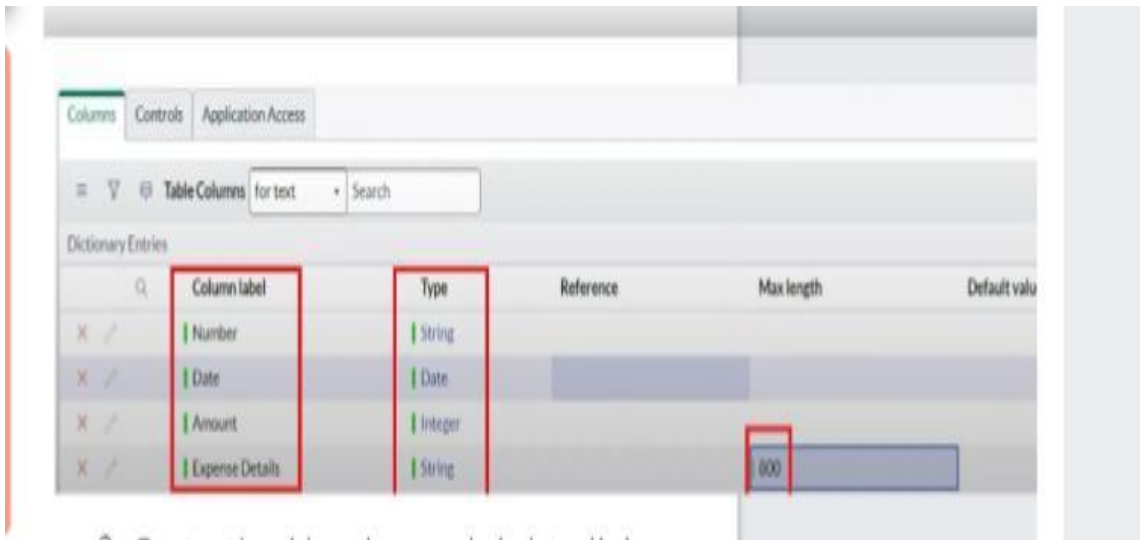 Columns Controls Application Access
Table Columns for text Search
Dictionary Entries
Column label Type Reference Max length Default valu
Number String
Date Date
Amount Integer
Expense Details String 800